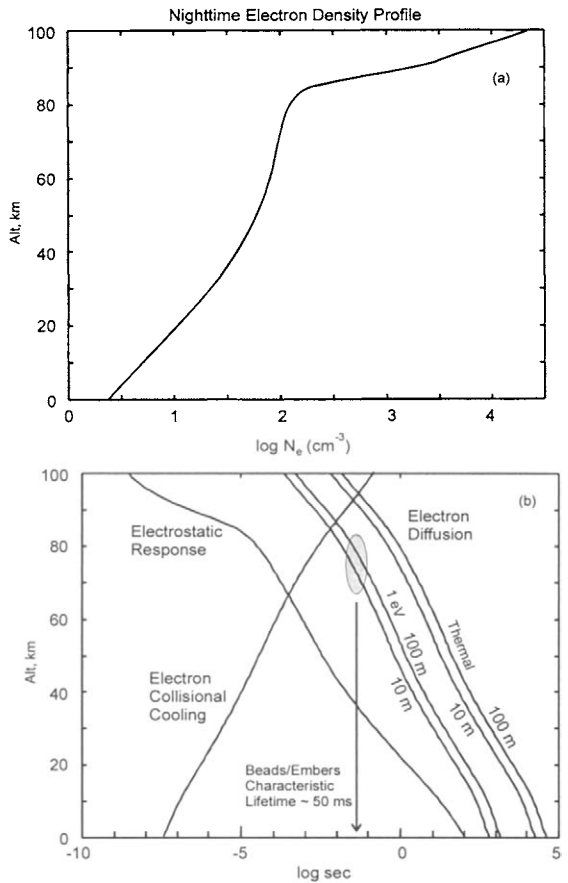 Nighttime Electron Density Profile
100
80
60
40
20
0
Alt, km
(a)
0
1
2
3
4
log Nₑ (cm⁻³)
100
80
60
40
20
0
Alt, km
(b)
Electrostatic
Response
Electron
Diffusion
Electron
Collisional
Cooling
1 eV
100 m
10 m
Thermal
10 m
100 m
Beads/Embers
Characteristic
Lifetime ~ 50 ms
-10
-5
0
5
log sec